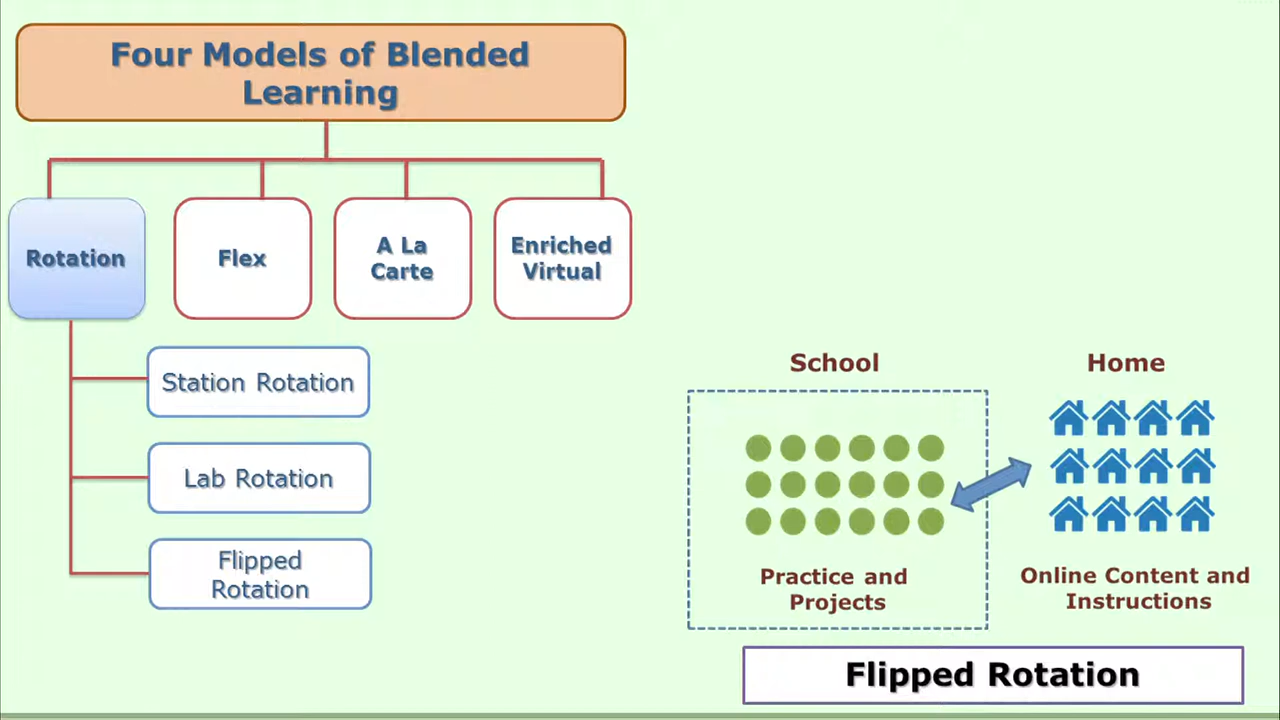 Four Models of Blended
Learning
Rotation
Flex
A La
Carte
Enriched
Virtual
Station Rotation
Lab Rotation
Flipped
Rotation
School
Home
Practice and
Projects
Online Content and
Instructions
Flipped Rotation